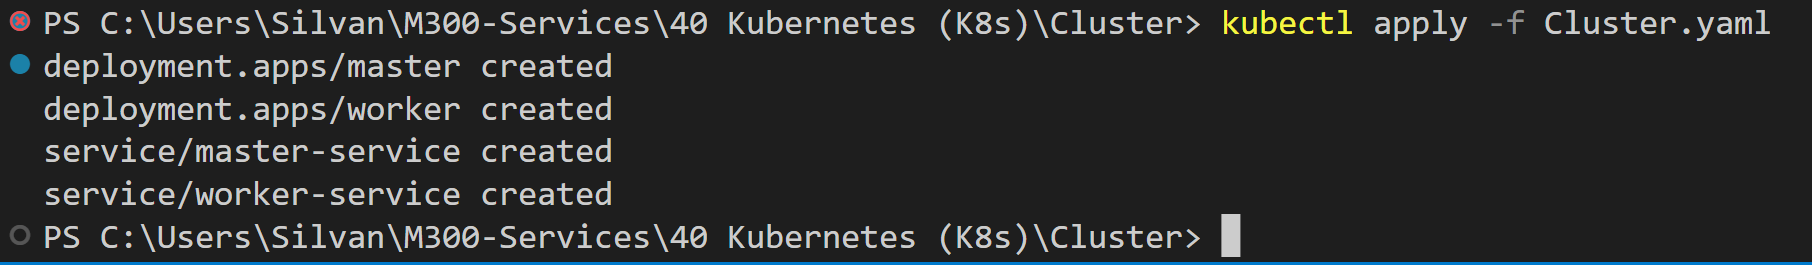 PS C:\Users\Silvan\M300-Services\40 Kubernetes (K8s)\Cluster> kubectl apply -f Cluster.yaml
deployment.apps/master created
deployment.apps/worker created
service/master-service created
service/worker-service created
PS C:\Users\Silvan\M300-Services\40 Kubernetes (K8s)\Cluster>